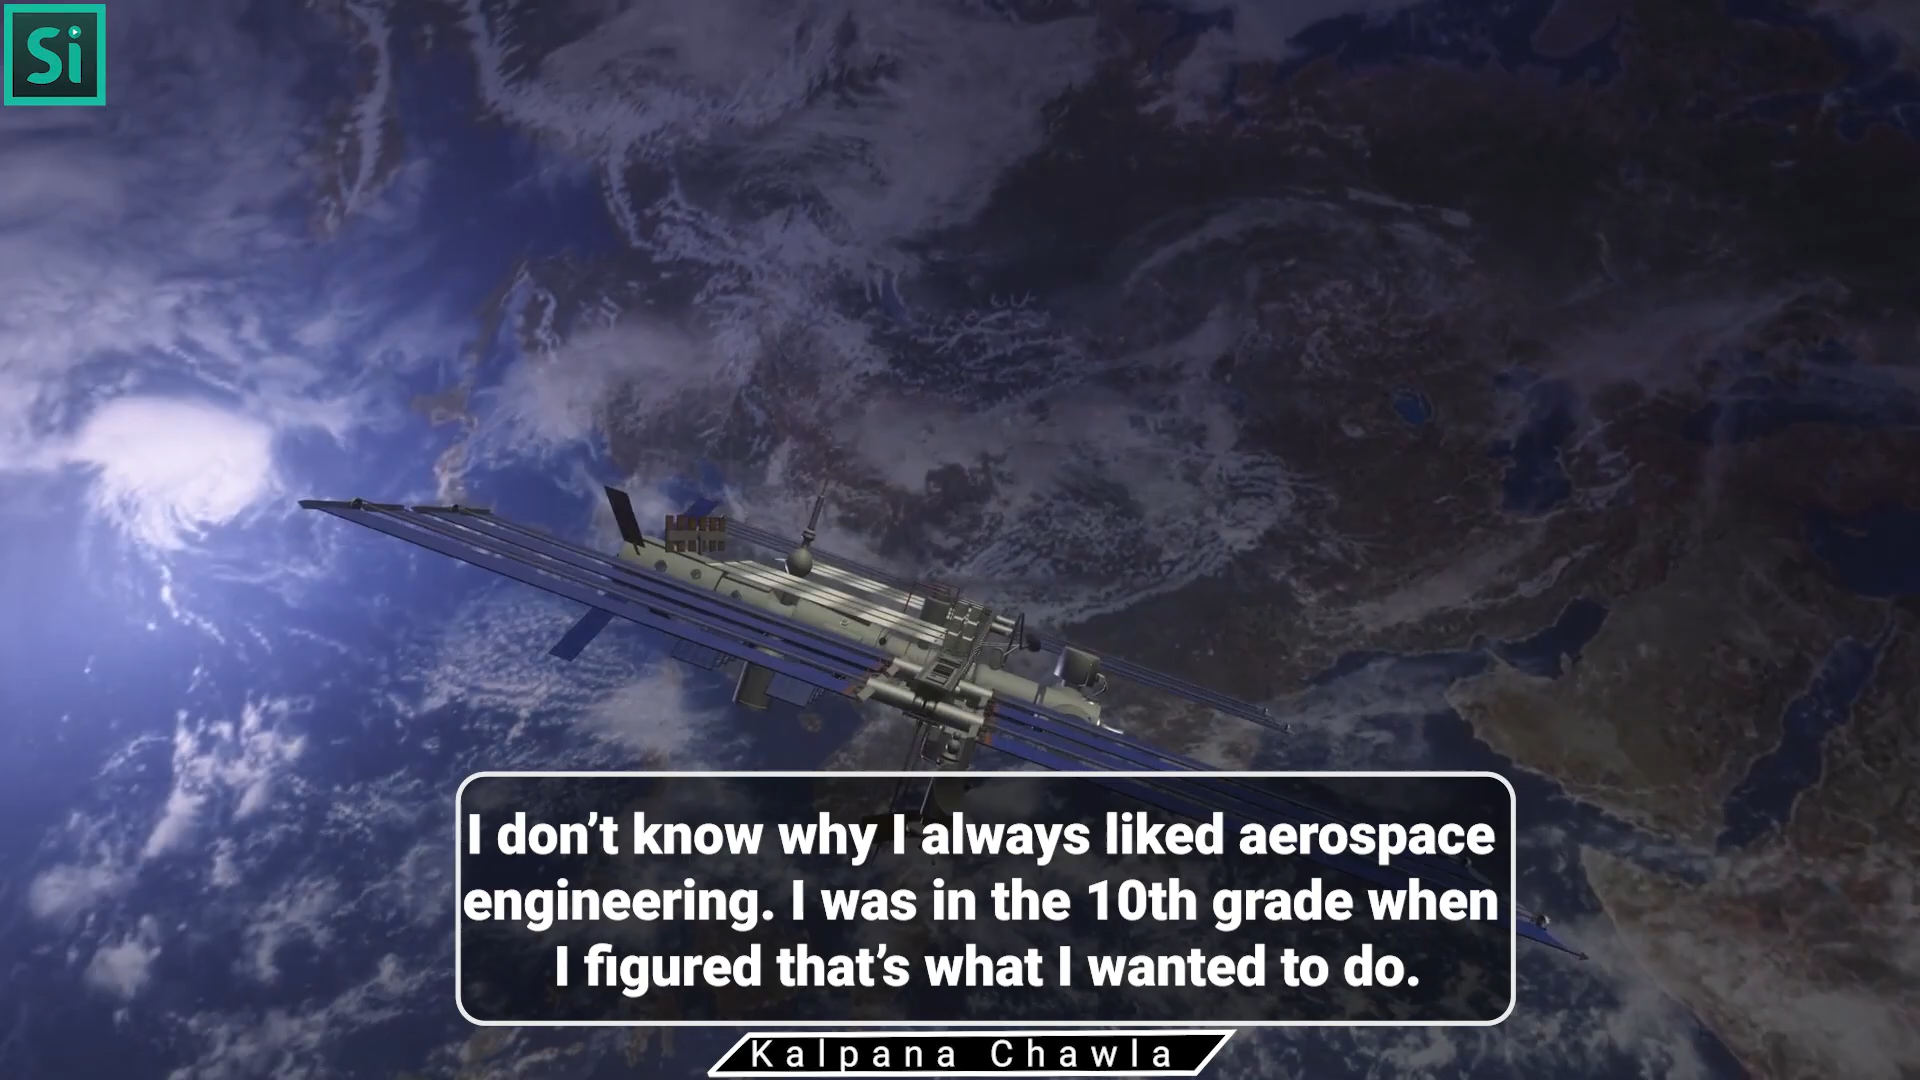 Si
I don’t know why I always liked aerospace
engineering. I was in the 10th grade when
I figured that’s what I wanted to do.
Kalpana Chawla